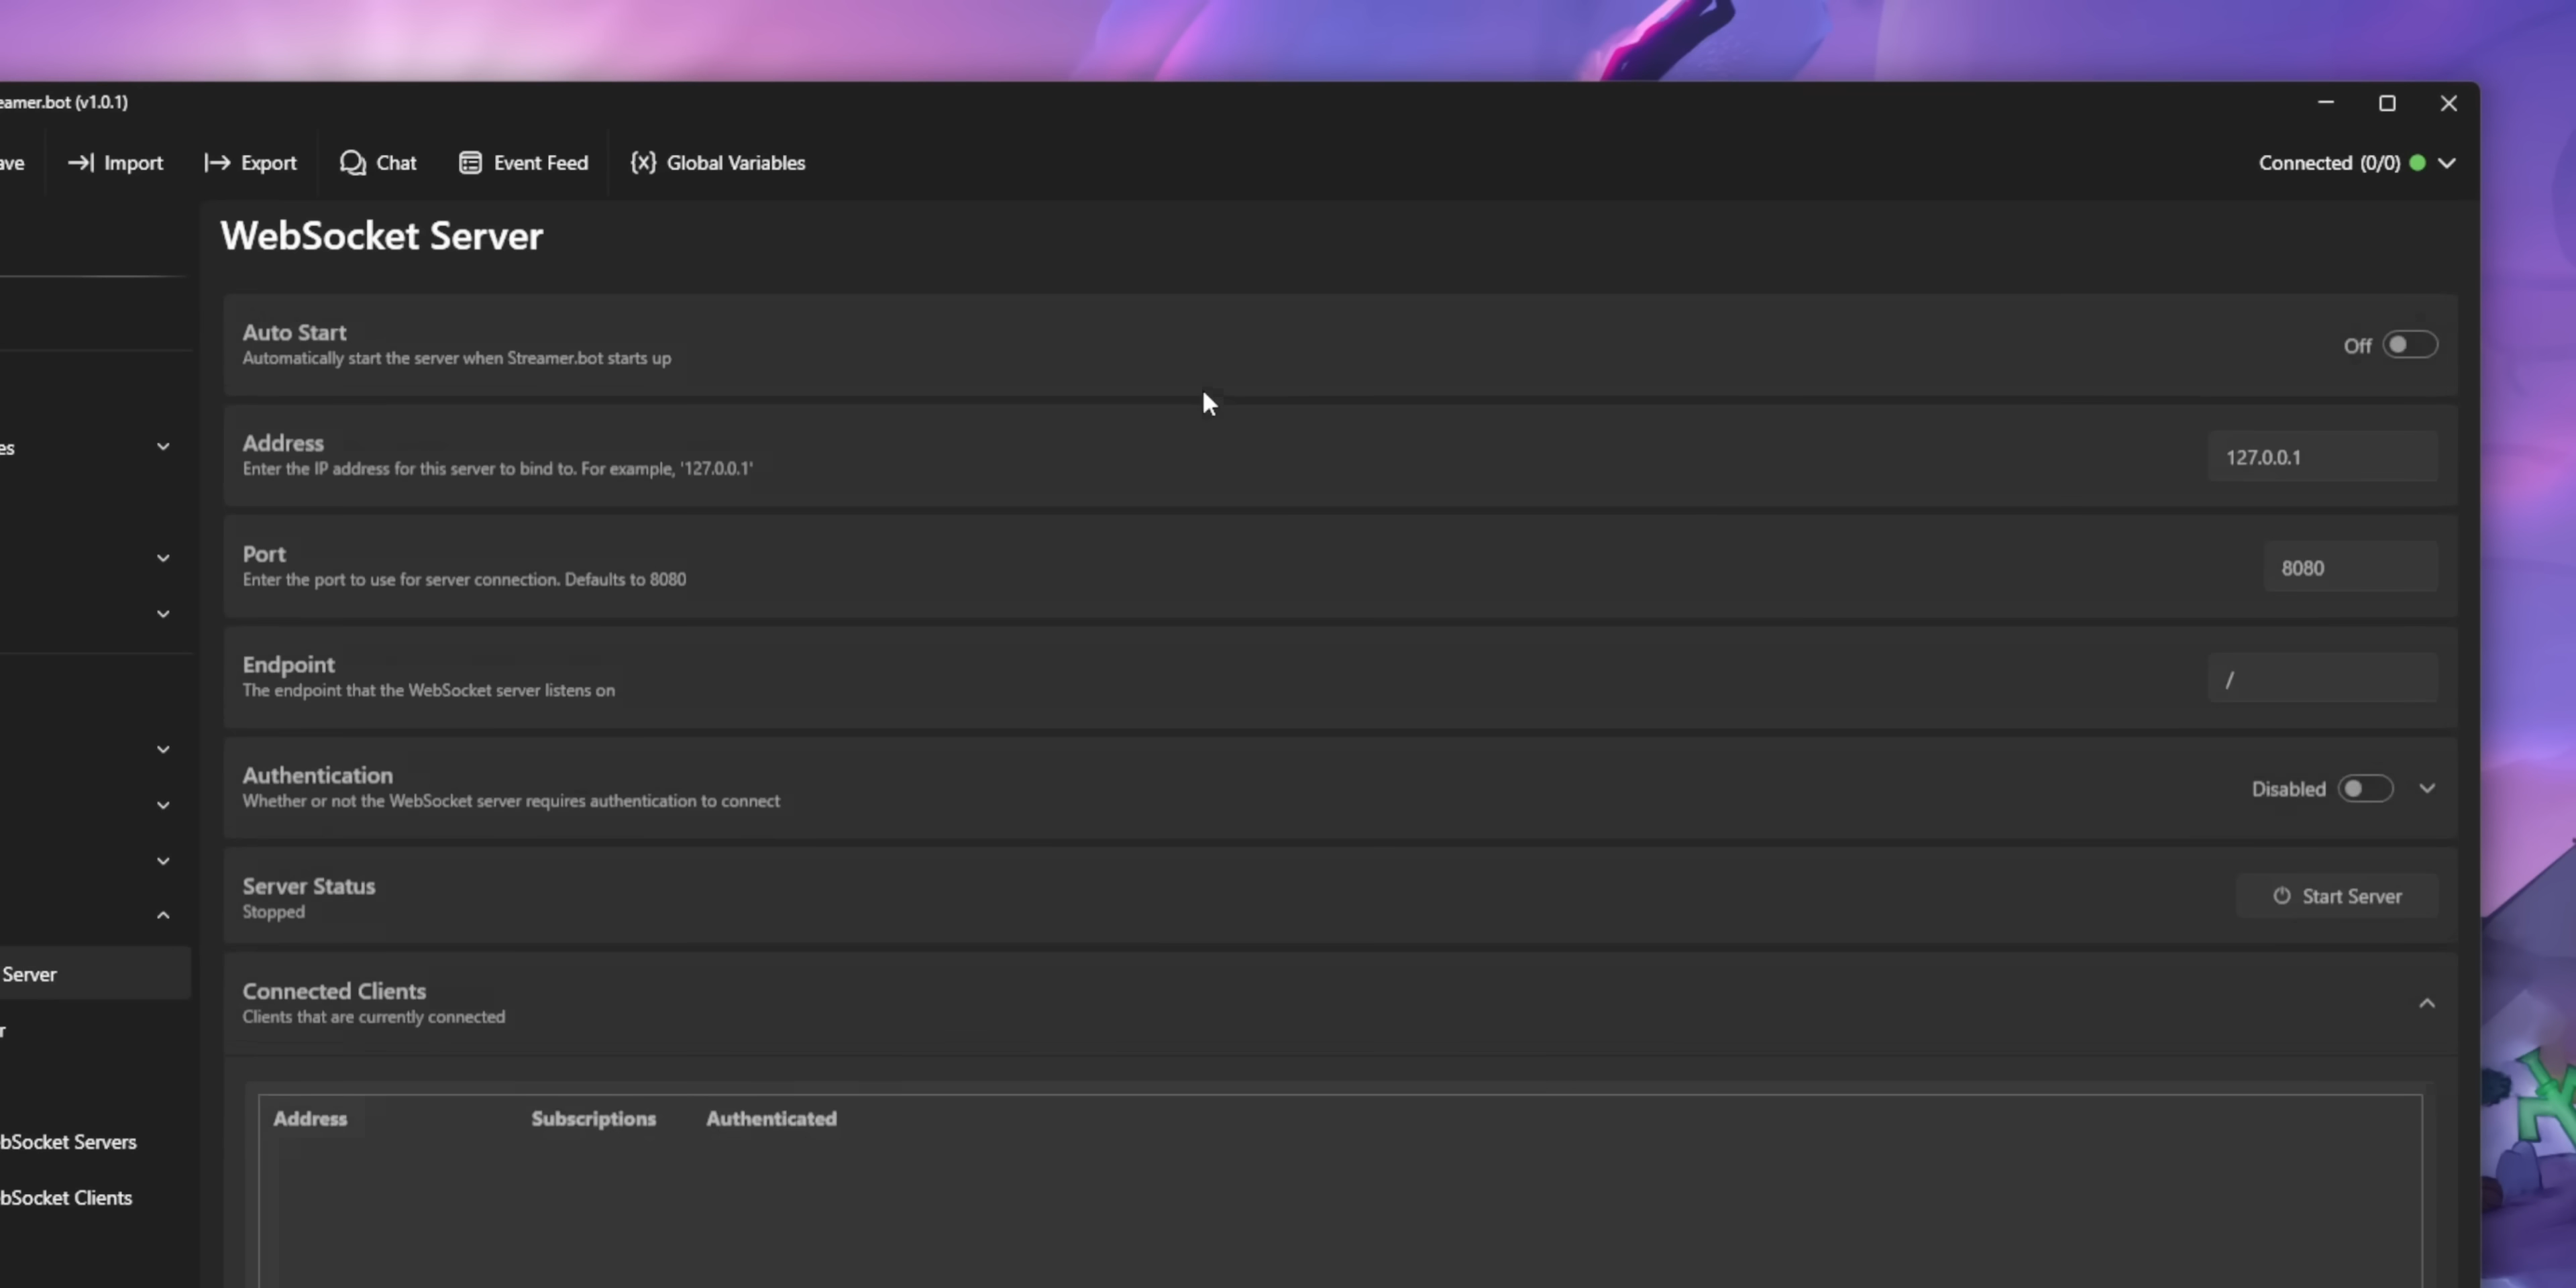 eamer.bot (v1.0.1)
ave Import Export Chat Event Feed {x} Global Variables Connected (0/0)
WebSocket Server
Auto Start
Automatically start the server when Streamer.bot starts up
Off
es
Address
Enter the IP address for this server to bind to. For example, '127.0.0.1'
127.0.0.1
Port
Enter the port to use for server connection. Defaults to 8080
8080
Endpoint
The endpoint that the WebSocket server listens on
/
Authentication
Whether or not the WebSocket server requires authentication to connect
Disabled
Server Status
Stopped
Start Server
Server
Connected Clients
Clients that are currently connected
r
Address Subscriptions Authenticated
bSocket Servers
bSocket Clients